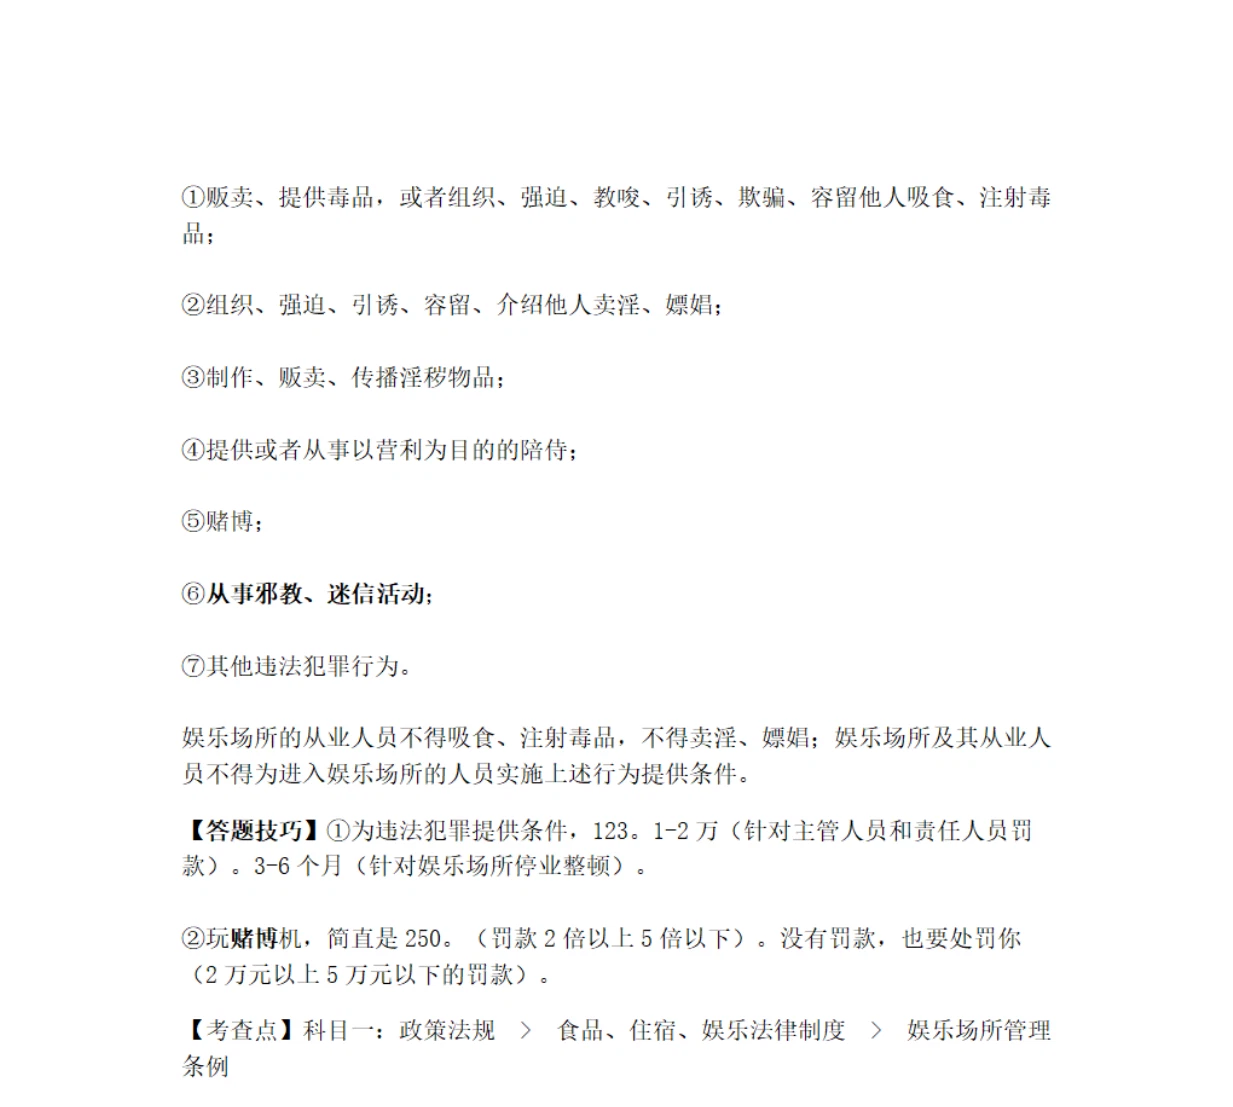 ①贩卖、提供毒品，或者组织、强迫、教唆、引诱、欺骗、容留他人吸食、注射毒
品；
②组织、强迫、引诱、容留、介绍他人卖淫、嫖娼；
③制作、贩卖、传播淫秽物品；
④提供或者从事以营利为目的的陪侍；
⑤赌博；
⑥从事邪教、迷信活动；
⑦其他违法犯罪行为。
娱乐场所的从业人员不得吸食、注射毒品，不得卖淫、嫖娼；娱乐场所及其从业人
员不得为进入娱乐场所的人员实施上述行为提供条件。
【答题技巧】①为违法犯罪提供条件，123。1-2 万（针对主管人员和责任人员罚
款）。3-6 个月（针对娱乐场所停业整顿）。
②玩赌博机，简直是 250。（罚款 2 倍以上 5 倍以下）。没有罚款，也要处罚你
（2 万元以上 5 万元以下的罚款）。
【考查点】科目一：政策法规 > 食品、住宿、娱乐法律制度 > 娱乐场所管理
条例